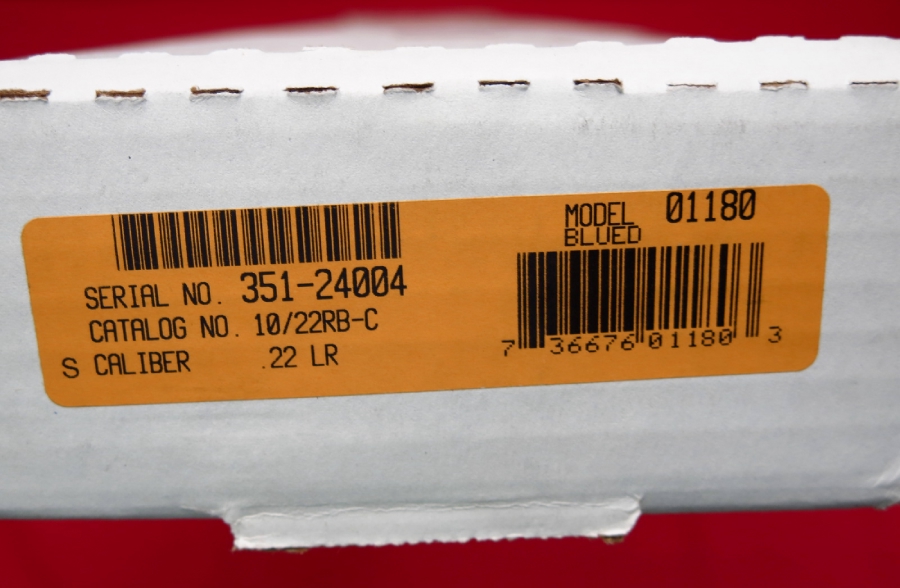 SERIAL NO. 351-24004
CATALOG NO. 10/22RB-C
S CALIBER .22 LR
MODEL 01180
BLUED
7 36676 01180 3